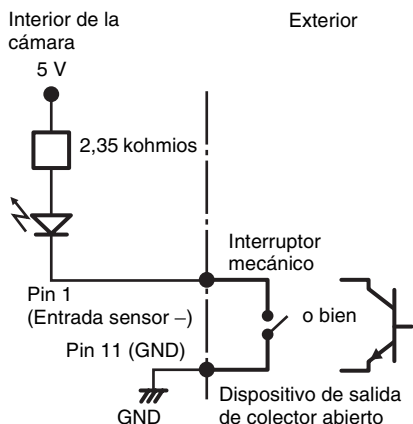 Interior de la
cámara
Exterior
5 V
2,35 kohmios
Interruptor
mecánico
Pin 1
(Entrada sensor –)
o bien
Pin 11 (GND)
GND
Dispositivo de salida
de colector abierto